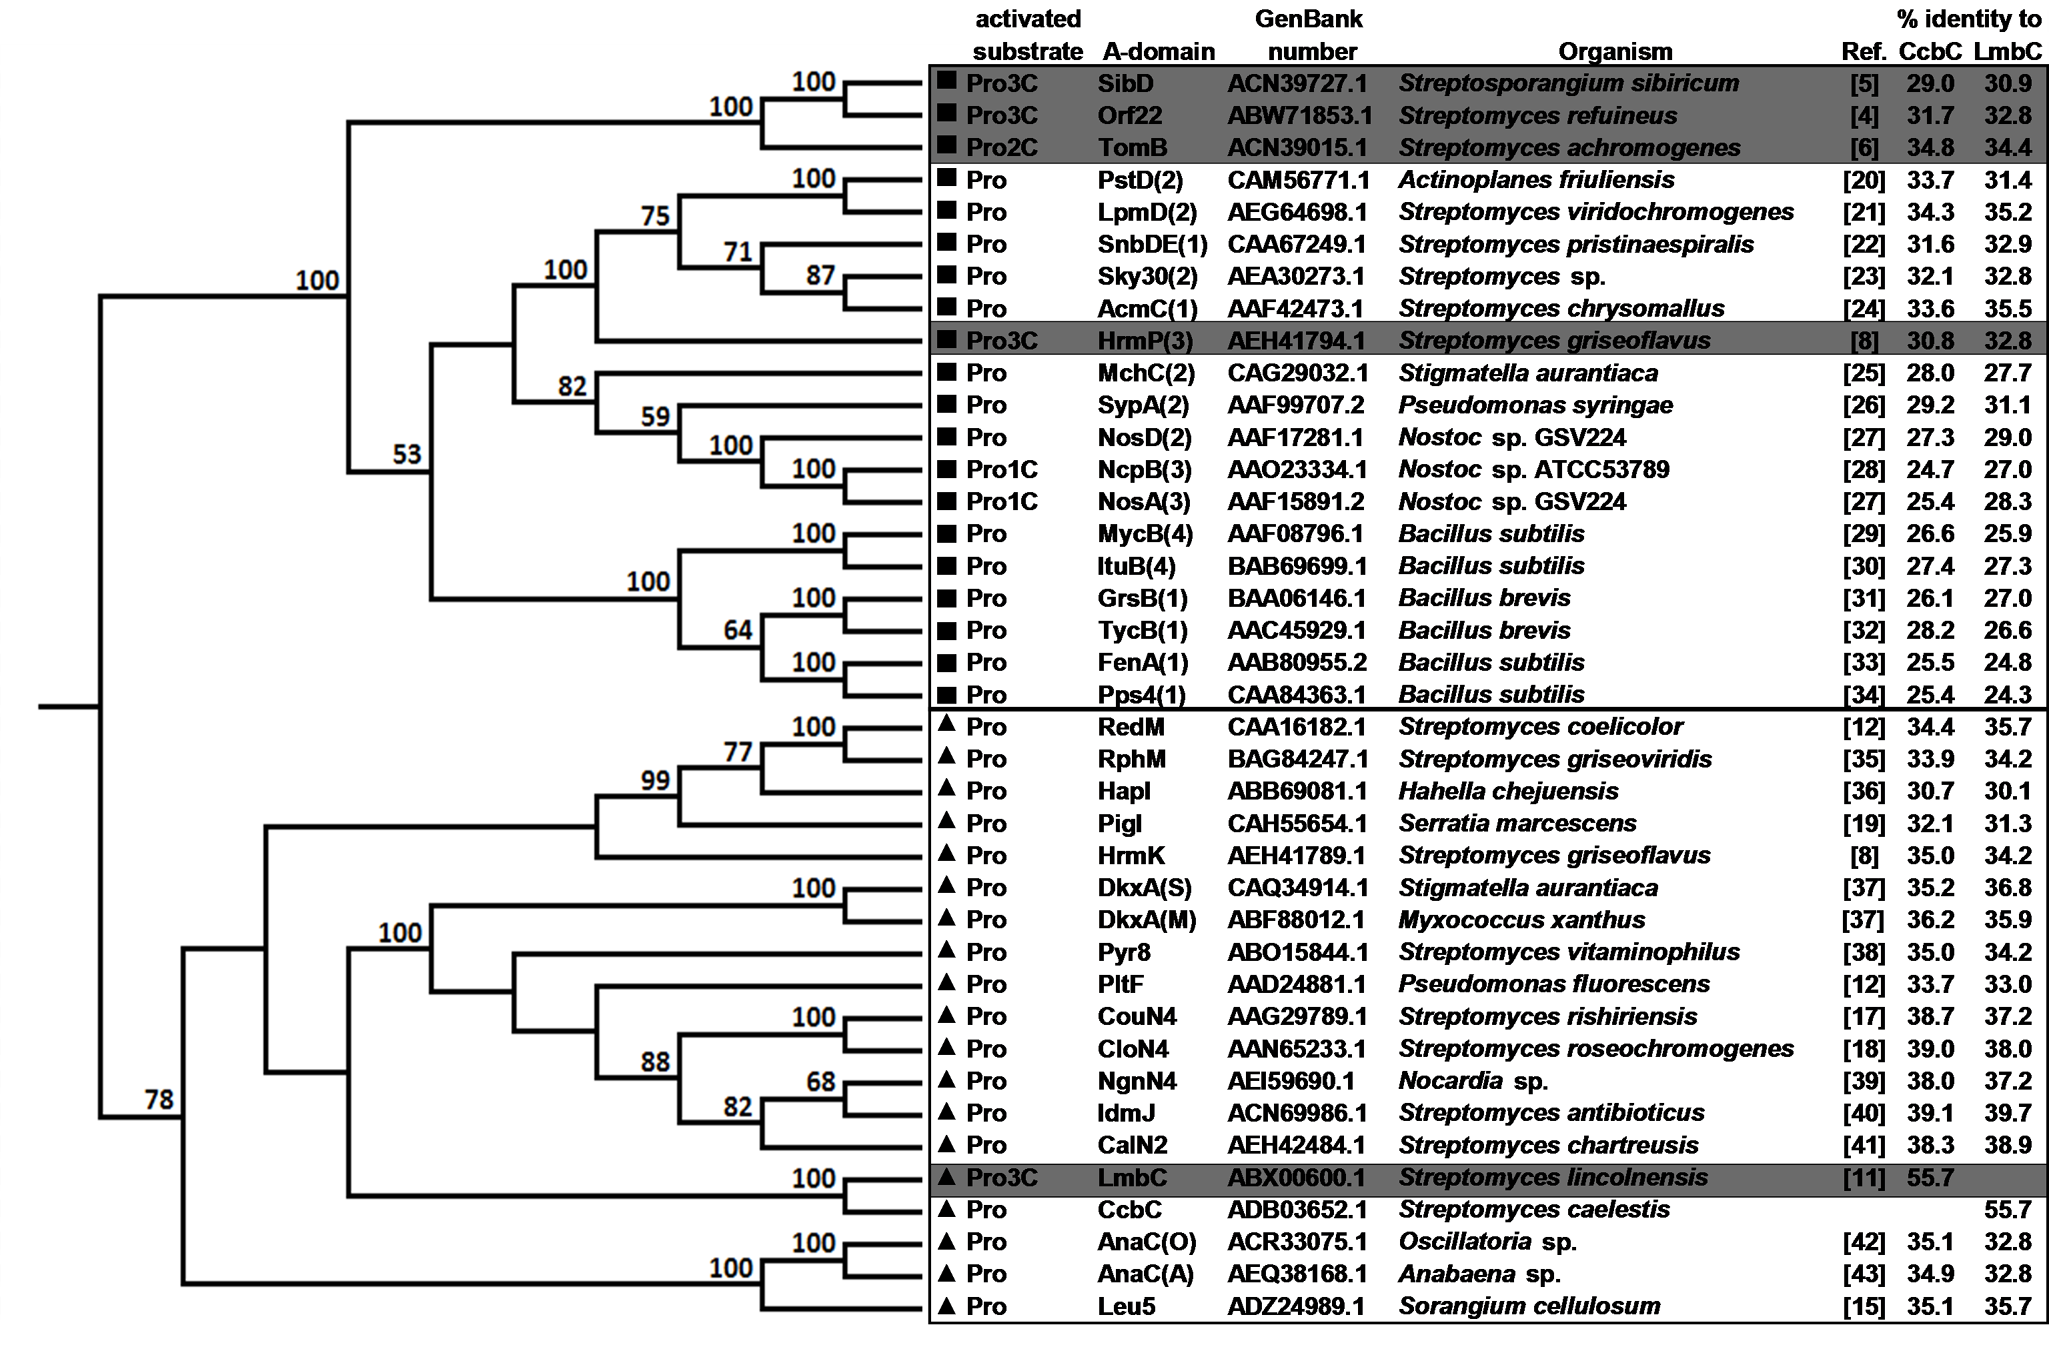 activated GenBank % identity to
substrate A-domain number Organism Ref. CcbC LmbC
100 ■ Pro3C SibD ACN39727.1 Streptosporangium sibiricum [5] 29.0 30.9
100 ■ Pro3C Orf22 ABW71853.1 Streptomyces refuineus [4] 31.7 32.8
■ Pro2C TomB ACN39015.1 Streptomyces achromogenes [6] 34.8 34.4
100 ■ Pro PstD(2) CAM56771.1 Actinoplanes friuliensis [20] 33.7 31.4
75 ■ Pro LpmD(2) AEG64698.1 Streptomyces viridochromogenes [21] 34.3 35.2
71 ■ Pro SnbDE(1) CAA67249.1 Streptomyces pristinaespiralis [22] 31.6 32.9
100 100 87 ■ Pro Sky30(2) AEA30273.1 Streptomyces sp. [23] 32.1 32.8
■ Pro AcmC(1) AAF42473.1 Streptomyces chrysomallus [24] 33.6 35.5
■ Pro3C HrmP(3) AEH41794.1 Streptomyces griseoflavus [8] 30.8 32.8
82 ■ Pro MchC(2) CAG29032.1 Stigmatella aurantiaca [25] 28.0 27.7
59 ■ Pro SypA(2) AAF99707.2 Pseudomonas syringae [26] 29.2 31.1
53 100 ■ Pro NosD(2) AAF17281.1 Nostoc sp. GSV224 [27] 27.3 29.0
100 ■ Pro1C NcpB(3) AAO23334.1 Nostoc sp. ATCC53789 [28] 24.7 27.0
■ Pro1C NosA(3) AAF15891.2 Nostoc sp. GSV224 [27] 25.4 28.3
100 ■ Pro MycB(4) AAF08796.1 Bacillus subtilis [29] 26.6 25.9
100 ■ Pro ItuB(4) BAB69699.1 Bacillus subtilis [30] 27.4 27.3
100 ■ Pro GrsB(1) BAA06146.1 Bacillus brevis [31] 26.1 27.0
64 ■ Pro TycB(1) AAC45929.1 Bacillus brevis [32] 28.2 26.6
100 ■ Pro FenA(1) AAB80955.2 Bacillus subtilis [33] 25.5 24.8
■ Pro Pps4(1) CAA84363.1 Bacillus subtilis [34] 25.4 24.3
100 ▲ Pro RedM CAA16182.1 Streptomyces coelicolor [12] 34.4 35.7
77 ▲ Pro RphM BAG84247.1 Streptomyces griseoviridis [35] 33.9 34.2
99 ▲ Pro HapI ABB69081.1 Hahella chejuensis [36] 30.7 30.1
▲ Pro PigI CAH55654.1 Serratia marcescens [19] 32.1 31.3
▲ Pro HrmK AEH41789.1 Streptomyces griseoflavus [8] 35.0 34.2
100 ▲ Pro DkxA(S) CAQ34914.1 Stigmatella aurantiaca [37] 35.2 36.8
100 ▲ Pro DkxA(M) ABF88012.1 Myxococcus xanthus [37] 36.2 35.9
▲ Pro Pyr8 ABO15844.1 Streptomyces vitaminophilus [38] 35.0 34.2
▲ Pro PltF AAD24881.1 Pseudomonas fluorescens [12] 33.7 33.0
100 ▲ Pro CouN4 AAG29789.1 Streptomyces rishiriensis [17] 38.7 37.2
88 ▲ Pro CloN4 AAN65233.1 Streptomyces roseochromogenes [18] 39.0 38.0
68 ▲ Pro NgnN4 AEI59690.1 Nocardia sp. [39] 38.0 37.2
78 82 ▲ Pro IdmJ ACN69986.1 Streptomyces antibioticus [40] 39.1 39.7
▲ Pro CalN2 AEH42484.1 Streptomyces chartreusis [41] 38.3 38.9
100 ▲ Pro3C LmbC ABX00600.1 Streptomyces lincolnensis [11] 55.7
▲ Pro CcbC ADB03652.1 Streptomyces caelestis 55.7
100 ▲ Pro AnaC(O) ACR33075.1 Oscillatoria sp. [42] 35.1 32.8
100 ▲ Pro AnaC(A) AEQ38168.1 Anabaena sp. [43] 34.9 32.8
▲ Pro Leu5 ADZ24989.1 Sorangium cellulosum [15] 35.1 35.7